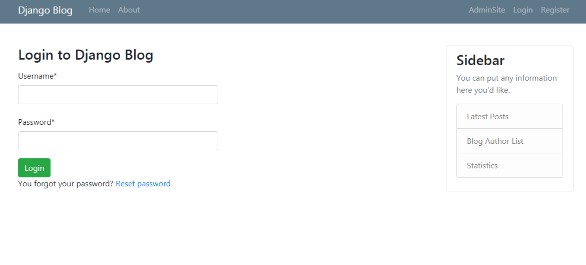 Django Blog Home About AdminSite Login Register
Login to Django Blog
Username*
Password*
Login
You forgot your password? Reset password
Sidebar
You can put any information
here you'd like.
Latest Posts
Blog Author List
Statistics